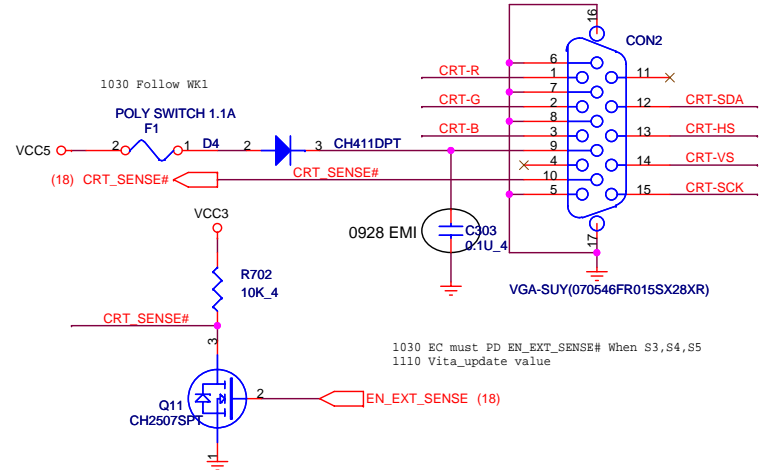 16
CON2
6
CRT-R
1
11
7
1030 Follow WK1
CRT-G
2
12
CRT-SDA
POLY SWITCH 1.1A
8
F1
CRT-B
3
13
CRT-HS
VCC5
2
1
D4
2
3
CH411DPT
9
4
14
CRT-VS
(18)
CRT_SENSE#
CRT_SENSE#
10
5
15
CRT-SCK
VCC3
0928 EMI
C303
0.1U_4
17
R702
10K_4
VGA-SUY(070546FR015SX28XR)
CRT_SENSE#
3
1030 EC must PD EN_EXT_SENSE# When S3,S4,S5
1110 Vita_update value
Q11
2
EN_EXT_SENSE
(18)
CH2507SPT
1